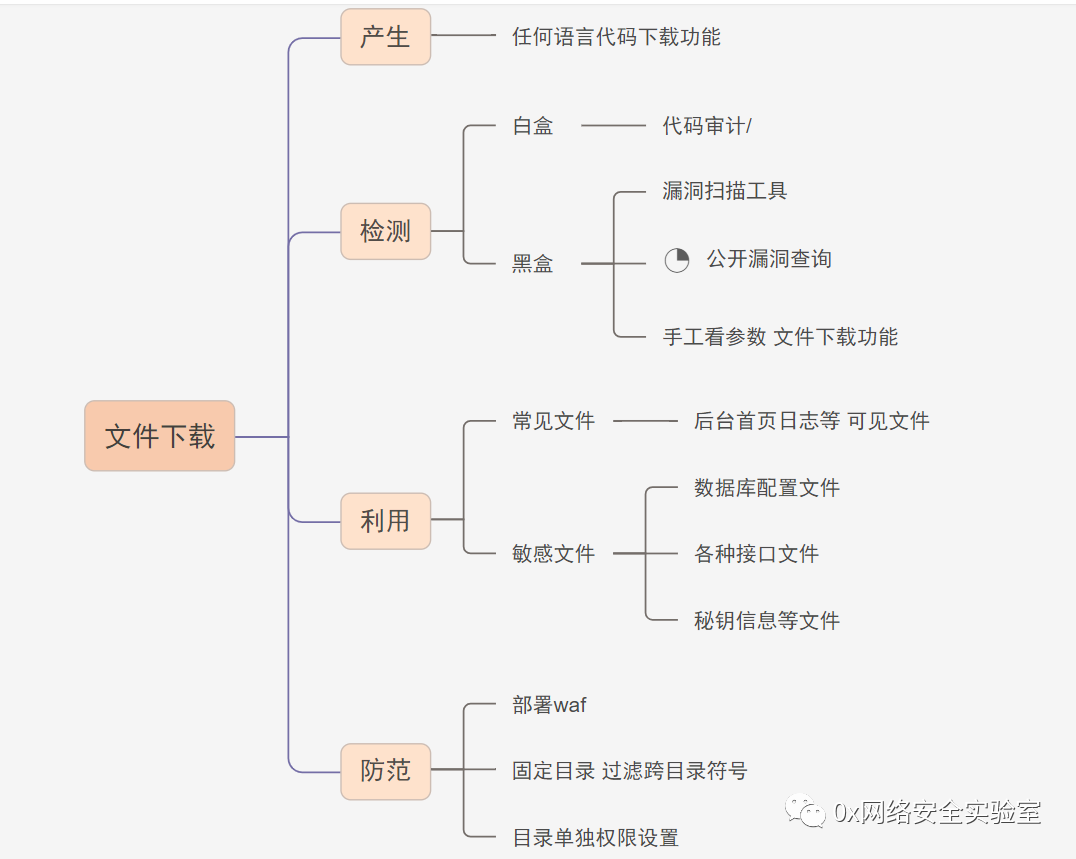 产生
任何语言代码下载功能
白盒
代码审计/
漏洞扫描工具
检测
公开漏洞查询
黑盒
手工看参数 文件下载功能
文件下载
常见文件
后台首页日志等 可见文件
数据库配置文件
利用
敏感文件
各种接口文件
秘钥信息等文件
部署waf
防范
固定目录 过滤跨目录符号
0x网络安全实验室
目录单独权限设置